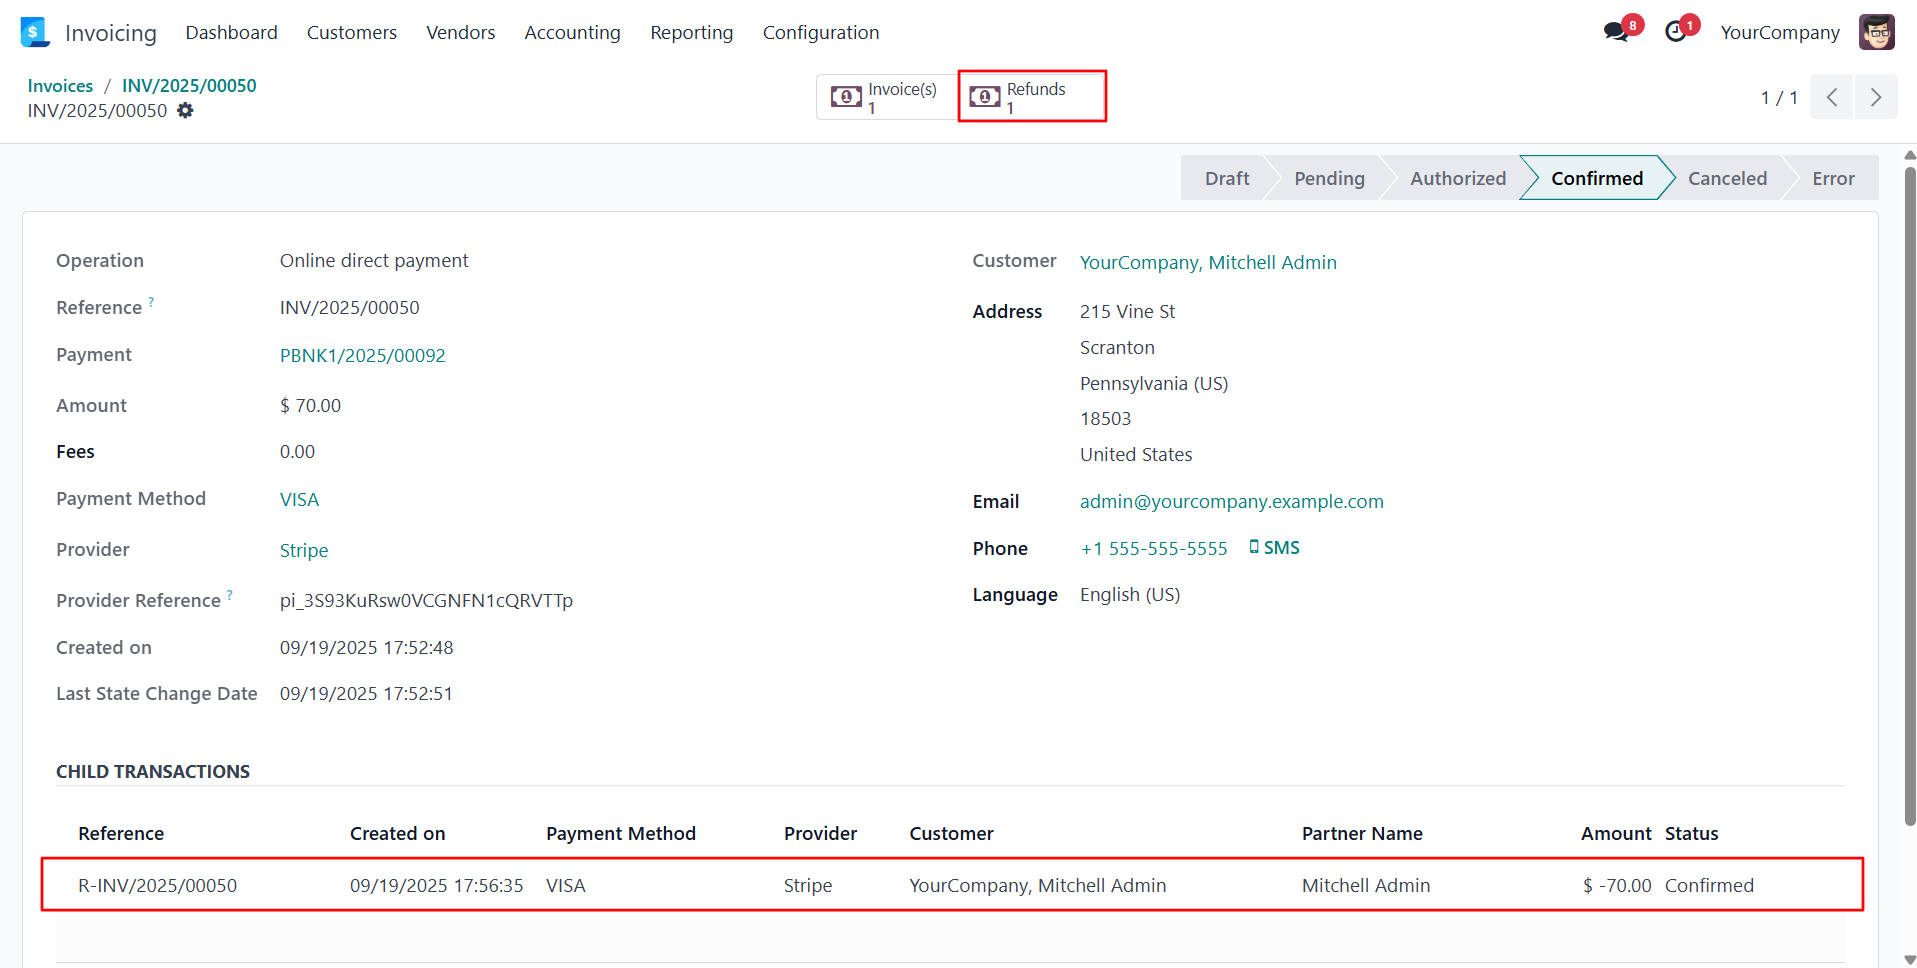 Invoicing Dashboard Customers Vendors Accounting Reporting Configuration 8 1 YourCompany
Invoices / INV/2025/00050
INV/2025/00050
Invoice(s)
1
Refunds
1
1 / 1
Draft Pending Authorized Confirmed Canceled Error
Operation Online direct payment
Reference ? INV/2025/00050
Payment PBNK1/2025/00092
Amount $ 70.00
Fees 0.00
Payment Method VISA
Provider Stripe
Provider Reference ? pi_3S93KuRsw0VCGNFN1cQRVTTp
Created on 09/19/2025 17:52:48
Last State Change Date 09/19/2025 17:52:51
Customer YourCompany, Mitchell Admin
Address 215 Vine St
Scranton
Pennsylvania (US)
18503
United States
Email admin@yourcompany.example.com
Phone +1 555-555-5555 SMS
Language English (US)
CHILD TRANSACTIONS
Reference Created on Payment Method Provider Customer Partner Name Amount Status
R-INV/2025/00050 09/19/2025 17:56:35 VISA Stripe YourCompany, Mitchell Admin Mitchell Admin $ -70.00 Confirmed